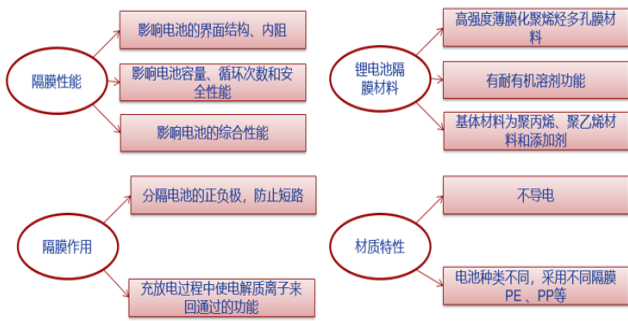 隔膜性能
影响电池的界面结构、内阻
影响电池容量、循环次数和安
全性能
影响电池的综合性能
锂电池隔
膜材料
高强度薄膜化聚烯烃多孔膜材
料
有耐有机溶剂功能
基体材料为聚丙烯、聚乙烯材
料和添加剂
隔膜作用
分隔电池的正负极，防止短路
充放电过程中使电解质离子来
回通过的功能
材质特性
不导电
电池种类不同，采用不同隔膜
PE 、PP等